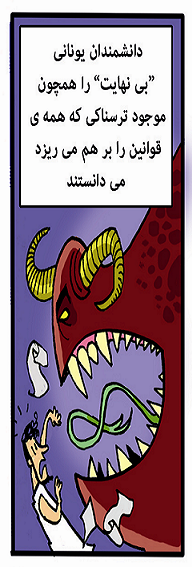 دانشمندان یونانی
”بی نهایت“ را همچون
موجود ترسناکی که همه ی
قوانین را بر هم می ریزد
می دانستند